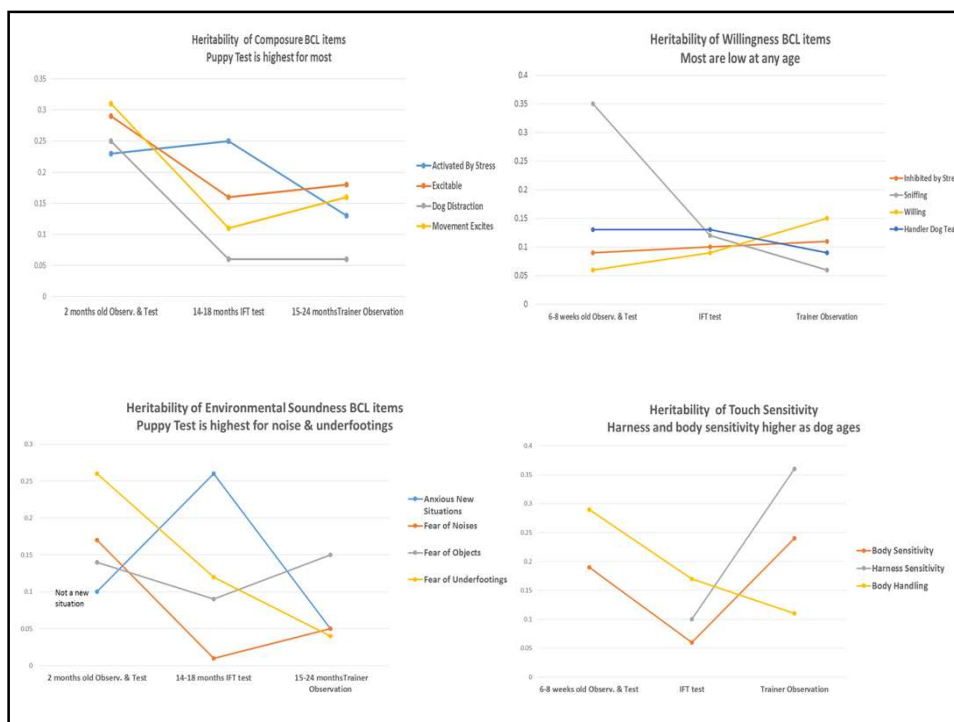 Heritability of Composure BCL items
Puppy Test is highest for most
0.35
0.3
0.25
0.2
0.15
0.1
0.05
0
2 months old Observ. & Test
14-18 months IFT test
15-24 monthsTrainer Observation
Activated By Stress
Excitable
Dog Distraction
Movement Excites
Heritability of Willingness BCL items
Most are low at any age
0.4
0.35
0.3
0.25
0.2
0.15
0.1
0.05
0
6-8 weeks old Observ. & Test
IFT test
Trainer Observation
Inhibited by Stre
Sniffing
Willing
Handler Dog Tea
Heritability of Environmental Soundness BCL items
Puppy Test is highest for noise & underfootings
0.3
0.25
0.2
0.15
0.1
0.05
0
Not a new
situation
2 months old Observ. & Test
14-18 months IFT test
15-24 monthsTrainer
Observation
Anxious New
Situations
Fear of Noises
Fear of Objects
Fear of Underfootings
Heritability of Touch Sensitivity
Harness and body sensitivity higher as dog ages
0.4
0.35
0.3
0.25
0.2
0.15
0.1
0.05
0
6-8 weeks old Observ. & Test
IFT test
Trainer Observation
Body Sensitivity
Harness Sensitivity
Body Handling